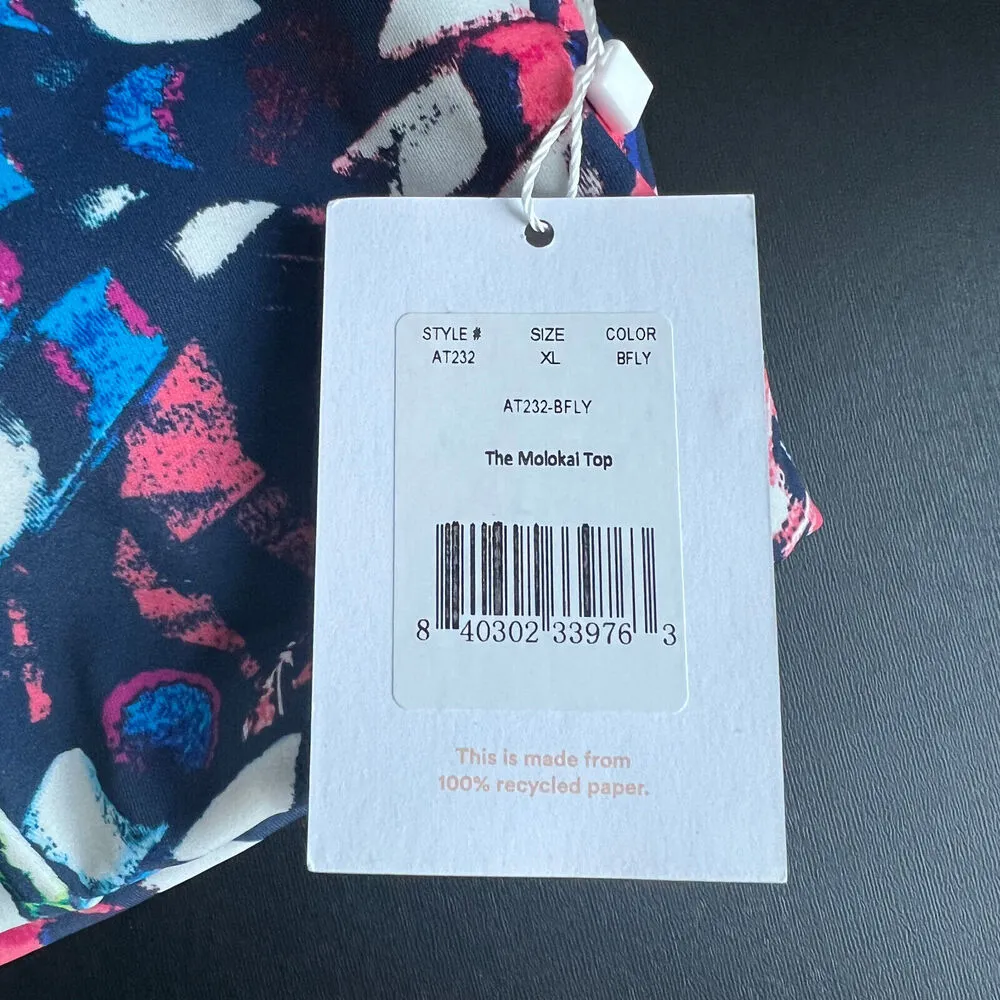 STYLE # SIZE COLOR
AT232 XL BFLY
AT232-BFLY
The Molokai Top
8 40302 33976 3
This is made from
100% recycled paper.